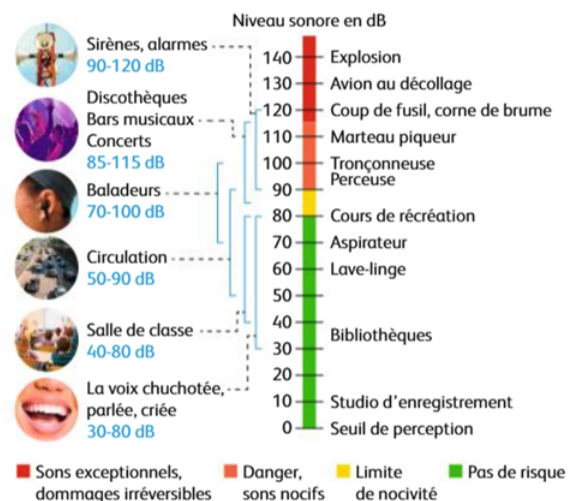 Niveau sonore en dB
Sirènes, alarmes
90-120 dB
Discothèques
Bars musicaux
Concerts
85-115 dB
Baladeurs
70-100 dB
Circulation
50-90 dB
Salle de classe
40-80 dB
La voix chuchotée,
parlée, criée
30-80 dB
140 Explosion
130 Avion au décollage
120 Coup de fusil, corne de brume
110 Marteau piqueur
100 Tronçonneuse
Perceuse
90
80 Cours de récréation
70 Aspirateur
60 Lave-linge
50
40
Bibliothèques
30
20
10 Studio d'enregistrement
0 Seuil de perception
Sons exceptionnels,
dommages irréversibles
Danger,
sons nocifs
Limite
de nocivité
Pas de risque